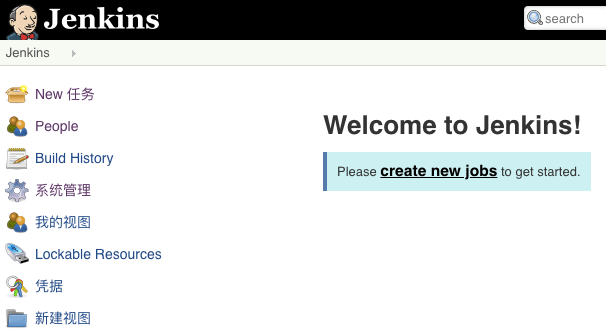 Jenkins
search
Jenkins
New 任务
People
Build History
系统管理
我的视图
Lockable Resources
凭据
新建视图
Welcome to Jenkins!
Please create new jobs to get started.